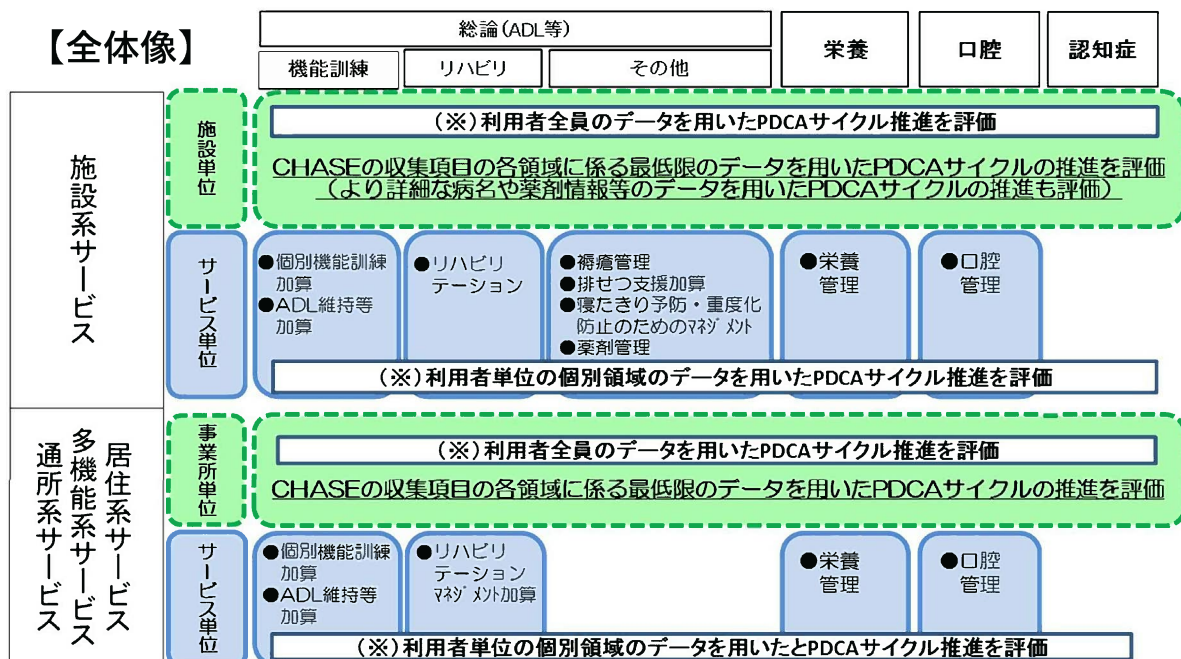 【全体像】
総論(ADL等)
機能訓練
リハビリ
その他
栄養
口腔
認知症
施設系サービス
施設単位
(※)利用者全員のデータを用いたPDCAサイクル推進を評価
CHASEの収集項目の各領域に係る最低限のデータを用いたPDCAサイクルの推進を評価
(より詳細な病名や薬剤情報等のデータを用いたPDCAサイクルの推進も評価)
サービス単位
●個別機能訓練
加算
●ADL維持等
加算
●リハビリ
テーション
●褥瘡管理
●排せつ支援加算
●寝たきり予防・重度化
防止のためのマネジメント
●薬剤管理
●栄養
管理
●口腔
管理
(※)利用者単位の個別領域のデータを用いたPDCAサイクル推進を評価
居住系サービス
多機能系サービス
通所系サービス
事業所単位
(※)利用者全員のデータを用いたPDCAサイクル推進を評価
CHASEの収集項目の各領域に係る最低限のデータを用いたPDCAサイクルの推進を評価
サービス単位
●個別機能訓練
加算
●ADL維持等
加算
●リハビリ
テーション
マネジメント加算
●栄養
管理
●口腔
管理
(※)利用者単位の個別領域のデータを用いたとPDCAサイクル推進を評価